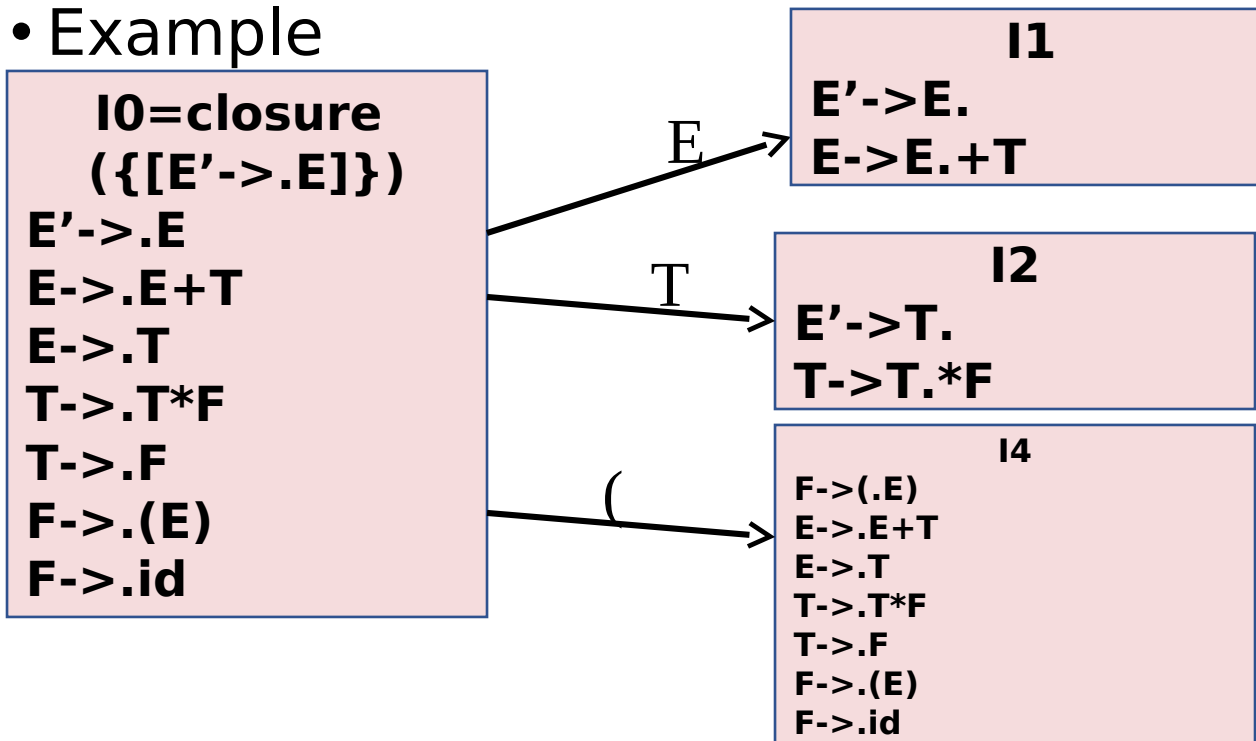 • Example
I0=closure
({[E’->.E]})
E’->.E
E->.E+T
E->.T
T->.T*F
T->.F
F->.(E)
F->.id
E
I1
E’->E.
E->E.+T
T
I2
E’->T.
T->T.*F
(
I4
F->(.E)
E->.E+T
E->.T
T->.T*F
T->.F
F->.(E)
F->.id